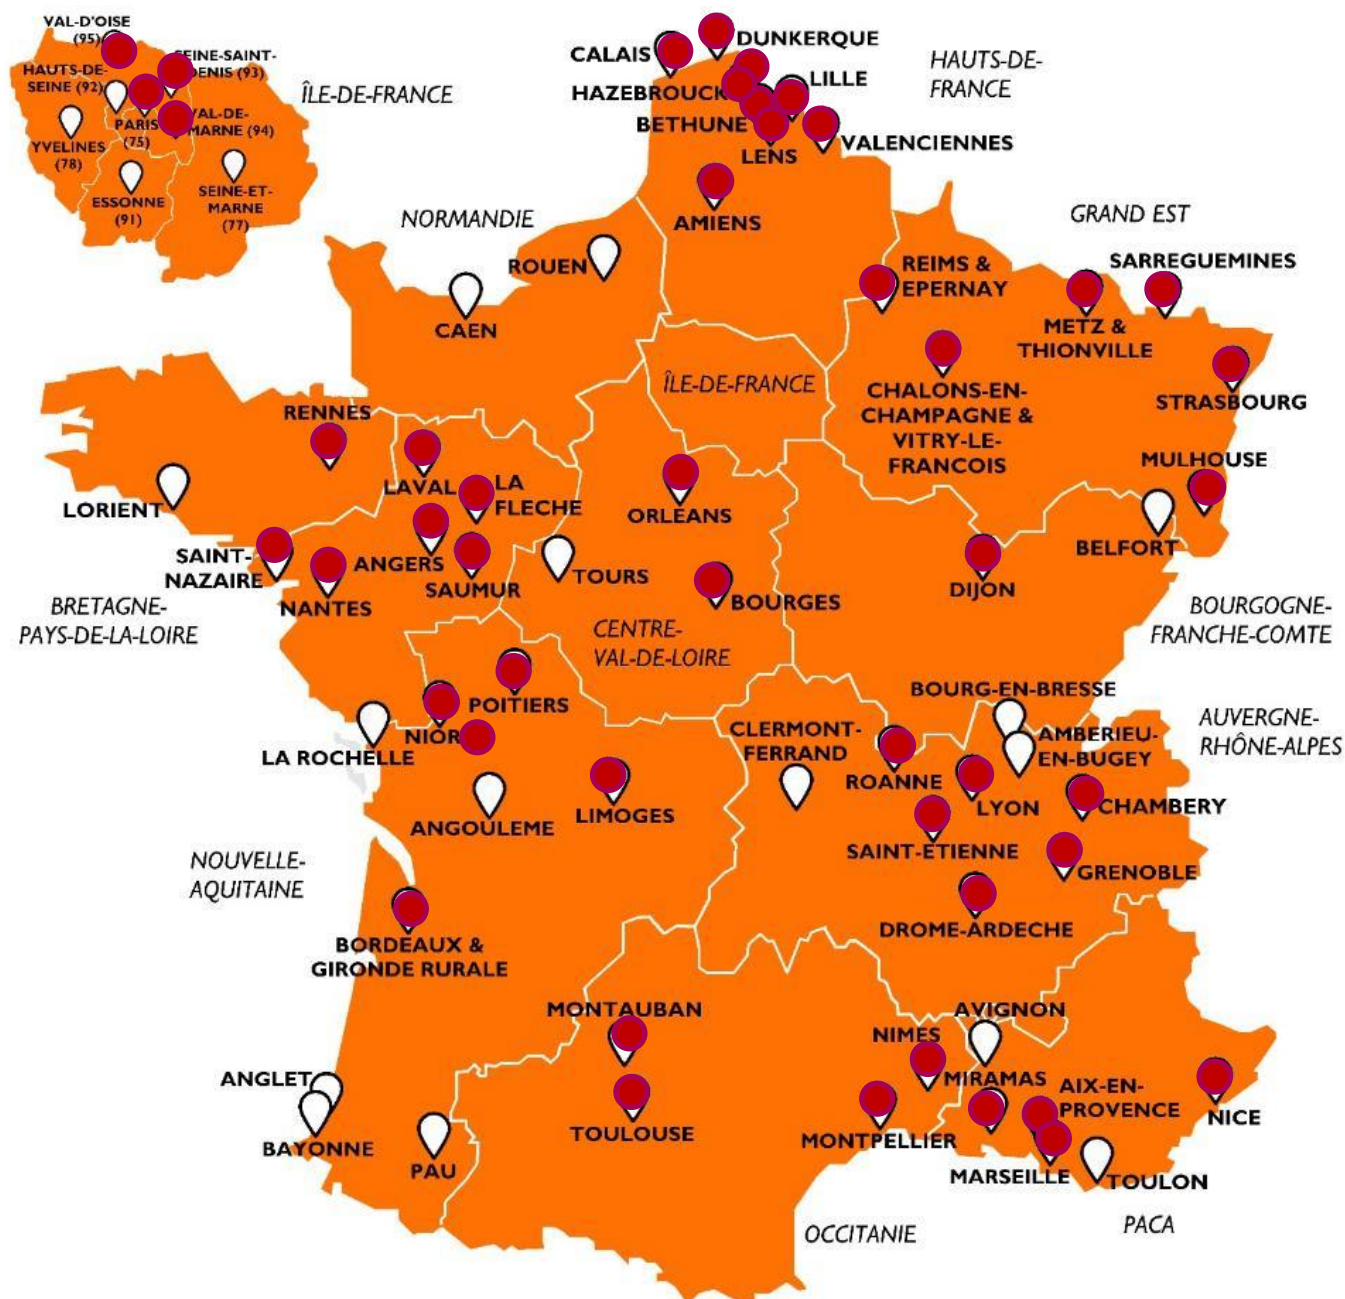 VAL-D'OISE
(95)
SEINE-SAINT-
DENIS (93)
HAUTS-DE-
SEINE (92)
PARIS
(75)
VAL-DE-
MARNE (94)
YVELINES
(78)
ESSONNE
(91)
SEINE-ET-
MARNE
(77)
ÎLE-DE-FRANCE
CALAIS
DUNKERQUE
HAZEBROUCK
LILLE
BETHUNE
LENS
VALENCIENNES
AMIENS
HAUTS-DE-
FRANCE
NORMANDIE
ROUEN
CAEN
GRAND EST
REIMS &
EPERNAY
SARREGUEMINES
METZ &
THIONVILLE
CHALONS-EN-
CHAMPAGNE &
VITRY-LE-
FRANCOIS
STRASBOURG
MULHOUSE
ÎLE-DE-FRANCE
RENNES
LORIENT
LAVAL
LA
FLECHE
ANGERS
SAUMUR
SAINT-
NAZAIRE
NANTES
BRETAGNE-
PAYS-DE-LA-LOIRE
ORLEANS
TOURS
BOURGES
CENTRE-
VAL-DE-LOIRE
BELFORT
DIJON
BOURGOGNE-
FRANCHE-COMTE
POITIERS
NIOR
LA ROCHELLE
ANGOULEME
LIMOGES
NOUVELLE-
AQUITAINE
BORDEAUX &
GIRONDE RURALE
ANGLET
BAYONNE
PAU
BOURG-EN-BRESSE
AMBERIEU-
EN-BUGEY
CLERMONT-
FERRAND
ROANNE
LYON
CHAMBERY
SAINT-ETIENNE
GRENOBLE
DROME-ARDECHE
AUVERGNE-
RHÔNE-ALPES
MONTAUBAN
TOULOUSE
NIMES
MONTPELLIER
OCCITANIE
AVIGNON
MIRAMAS
AIX-EN-
PROVENCE
MARSEILLE
TOULON
NICE
PACA